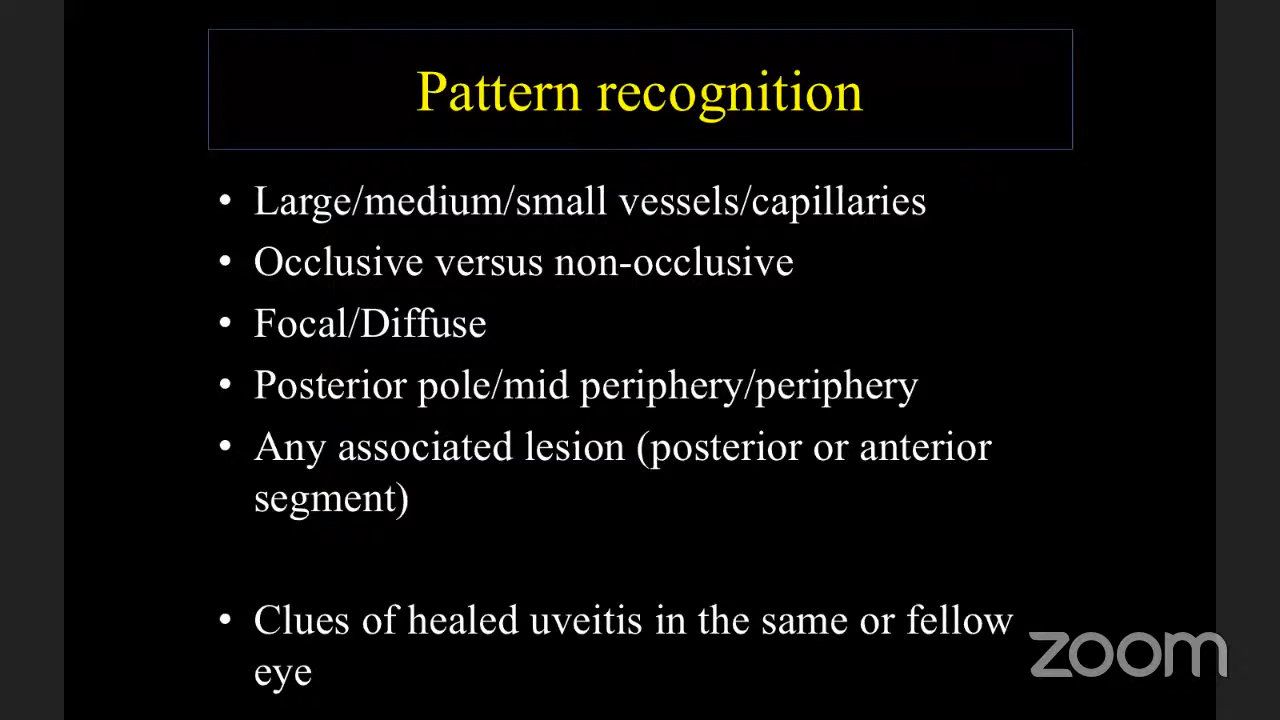 Pattern recognition
• Large/medium/small vessels/capillaries
• Occlusive versus non-occlusive
• Focal/Diffuse
• Posterior pole/mid periphery/periphery
• Any associated lesion (posterior or anterior
segment)
• Clues of healed uveitis in the same or fellow
eye
zoom